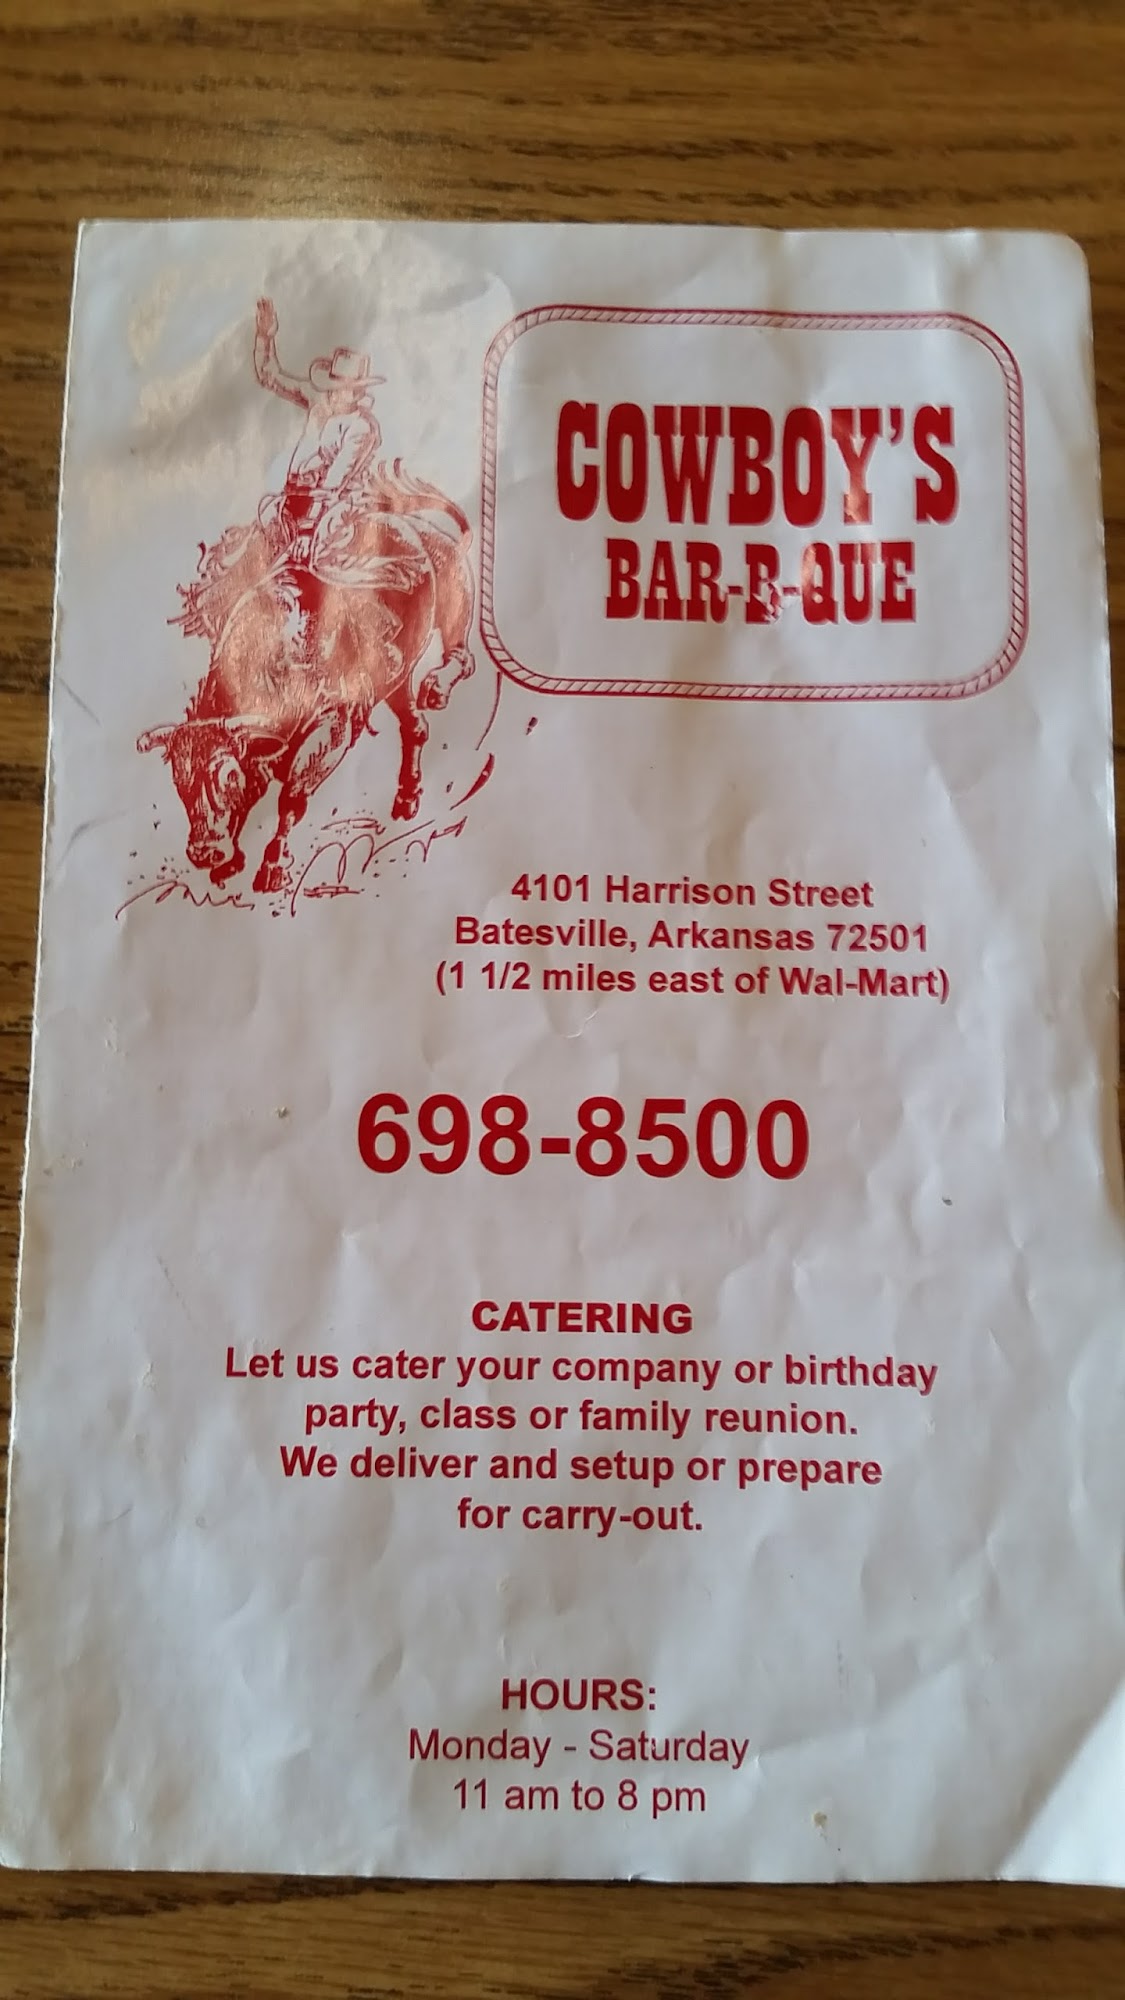 COWBOY'S
BAR-B-QUE
4101 Harrison Street
Batesville, Arkansas 72501
(1 1/2 miles east of Wal-Mart)
698-8500
CATERING
Let us cater your company or birthday
party, class or family reunion.
We deliver and setup or prepare
for carry-out.
HOURS:
Monday - Saturday
11 am to 8 pm